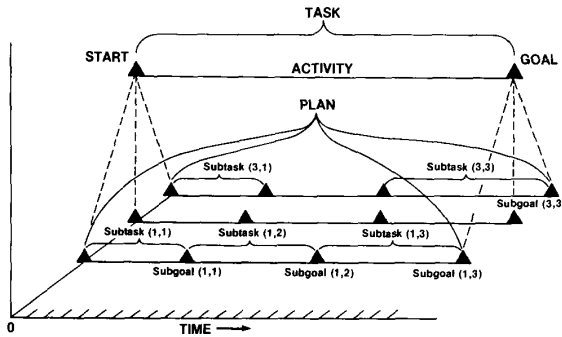 TASK
START
GOAL
ACTIVITY
PLAN
Subtask (3,1)
Subtask (3,3)
Subgoal (3,3
Subtask (1,1)
Subtask (1,2)
Subtask (1,3)
Subgoal (1,1)
Subgoal (1,2)
Subgoal (1,3)
0
TIME